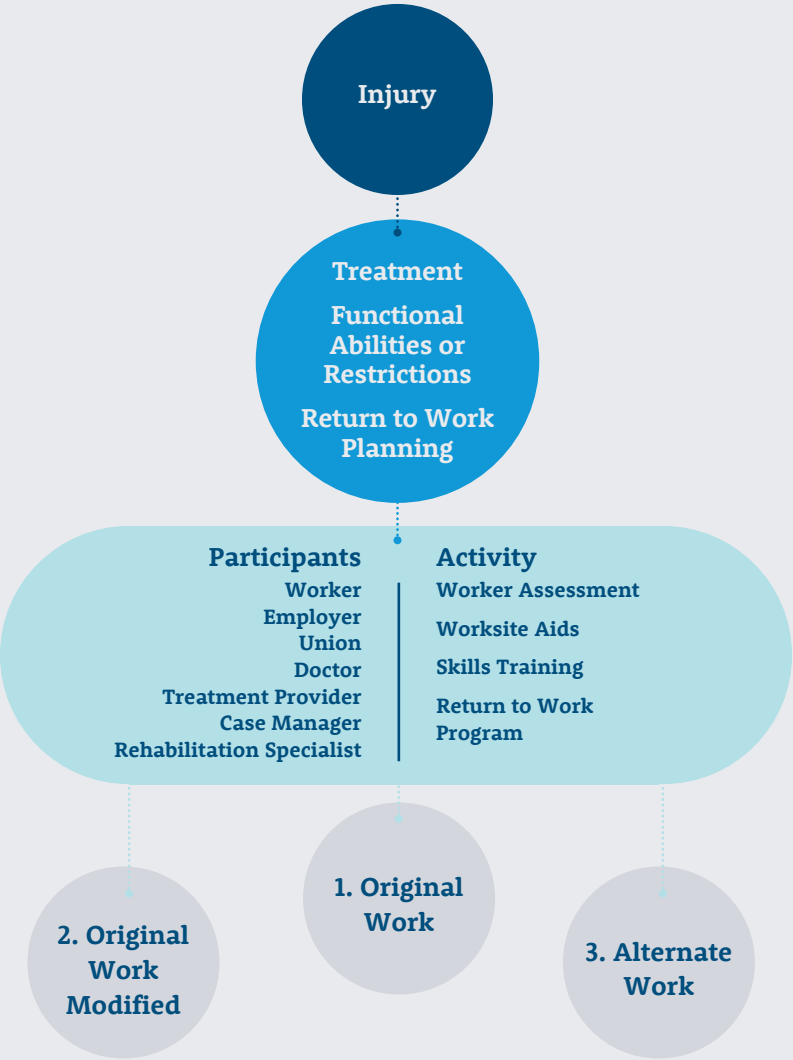 Injury
Treatment
Functional
Abilities or
Restrictions
Return to Work
Planning
Participants
Worker
Employer
Union
Doctor
Treatment Provider
Case Manager
Rehabilitation Specialist
Activity
Worker Assessment
Worksite Aids
Skills Training
Return to Work
Program
1. Original
Work
2. Original
Work
Modified
3. Alternate
Work